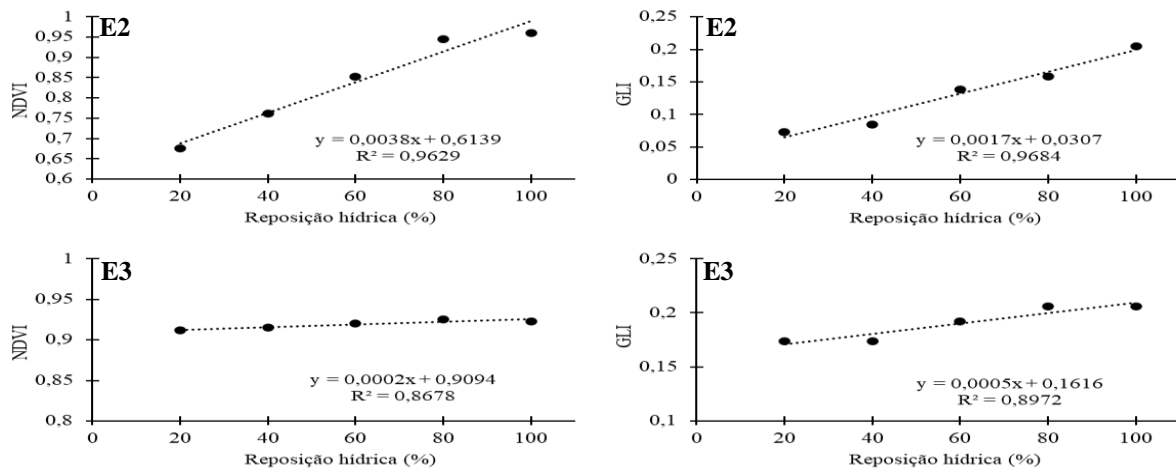 E2
NDVI
1
0,95
0,9
0,85
0,8
0,75
0,7
0,65
0,6
y = 0,0038x + 0,6139
R² = 0,9629
0 20 40 60 80 100
Reposição hídrica (%)
E2
GLI
0,25
0,2
0,15
0,1
0,05
0
y = 0,0017x + 0,0307
R² = 0,9684
0 20 40 60 80 100
Reposição hídrica (%)
E3
NDVI
1
0,95
0,9
0,85
0,8
y = 0,0002x + 0,9094
R² = 0,8678
0 20 40 60 80 100
Reposição hídrica (%)
E3
GLI
0,25
0,2
0,15
0,1
y = 0,0005x + 0,1616
R² = 0,8972
0 20 40 60 80 100
Reposição hídrica (%)